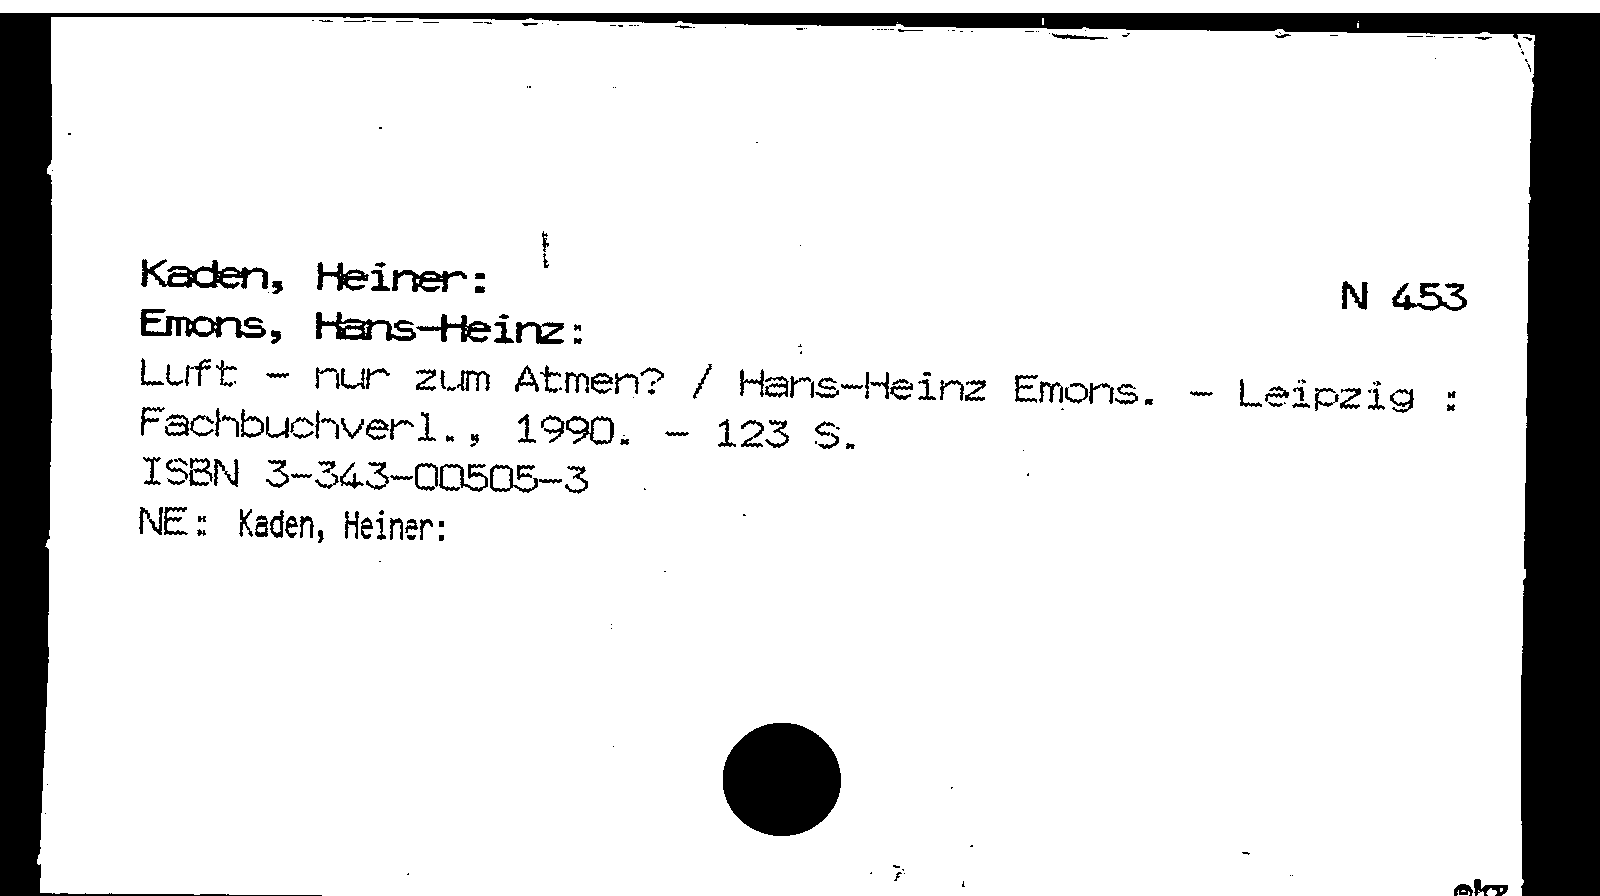 Kaden, Heiner:
N 453
Emons, Hans-Heinz:
Luft - nur zum Atmen? / Hans-Heinz Emons. - Leipzig :
Fachbuchverl., 1990. - 123 S.
ISBN 3-343-00505-3
NE: Kaden, Heiner: